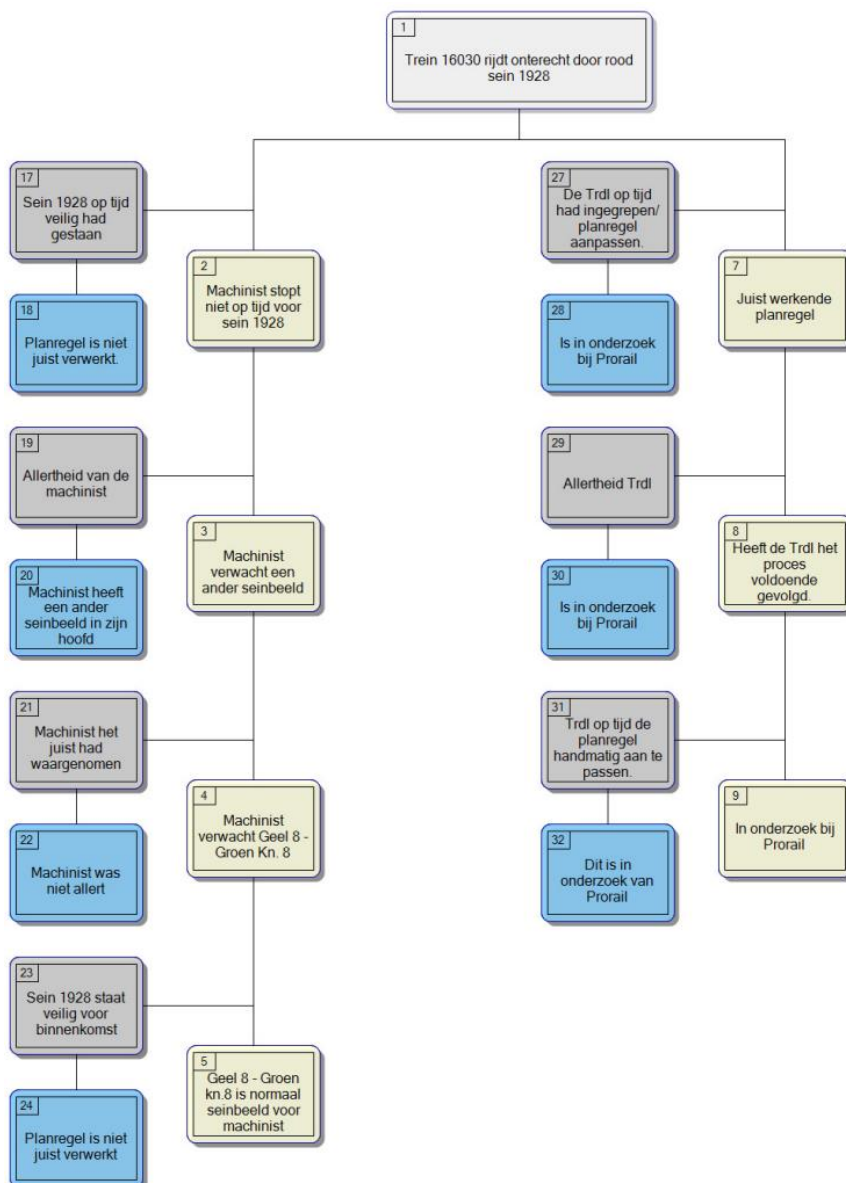 1
Trein 16030 rijdt onterecht door rood
sein 1928
17
Sein 1928 op tijd
veilig had
gestaan
27
De Trdl op tijd
had ingegrepen/
planregel
aanpassen.
2
Machinist stopt
niet op tijd voor
sein 1928
7
Juist werkende
planregel
18
Planregel is niet
juist verwerkt.
28
Is in onderzoek
bij Prorail
19
Allertheid van de
machinist
29
Allertheid Trdl
3
Machinist
verwacht een
ander seinbeeld
8
Heeft de Trdl het
proces
voldoende
gevolgd.
20
Machinist heeft
een ander
seinbeeld in zijn
hoofd
30
Is in onderzoek
bij Prorail
21
Machinist het
juist had
waargenomen
31
Trdl op tijd de
planregel
handmatig aan te
passen.
4
Machinist
verwacht Geel 8 -
Groen Kn. 8
9
In onderzoek bij
Prorail
22
Machinist was
niet allert
32
Dit is in
onderzoek van
Prorail
23
Sein 1928 staat
veilig voor
binnenkomst
5
Geel 8 - Groen
kn.8 is normaal
seinbeeld voor
machinist
24
Planregel is niet
juist verwerkt